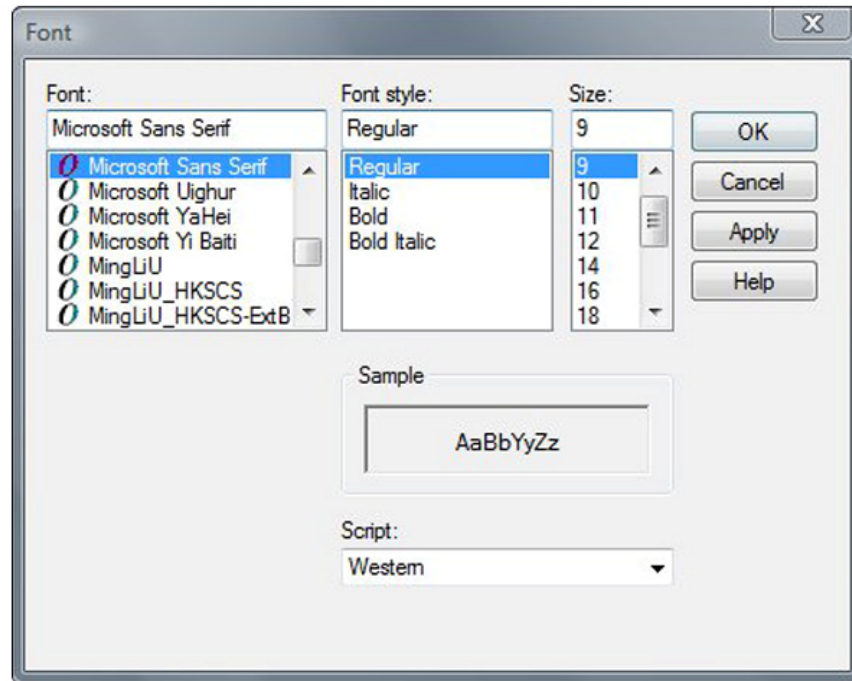 Font
Font:
Microsoft Sans Serif
Microsoft Sans Serif
Microsoft Uighur
Microsoft YaHei
Microsoft Yi Baiti
MingLiU
MingLiU_HKSCS
MingLiU_HKSCS-ExtB
Font style:
Regular
Regular
Italic
Bold
Bold Italic
Size:
9
9
10
11
12
14
16
18
OK
Cancel
Apply
Help
Sample
AaBbYyZz
Script:
Western